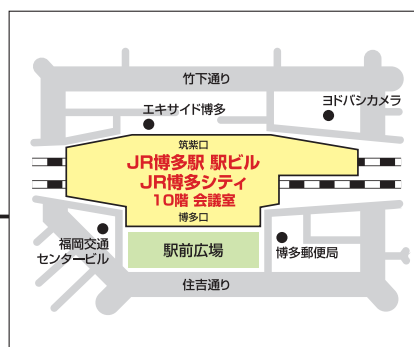 竹下通り
ヨドバシカメラ
エキサイド博多
筑紫口
JR博多駅 駅ビル
JR博多シティ
10階 会議室
博多口
福岡交通
センタービル
駅前広場
博多郵便局
住吉通り